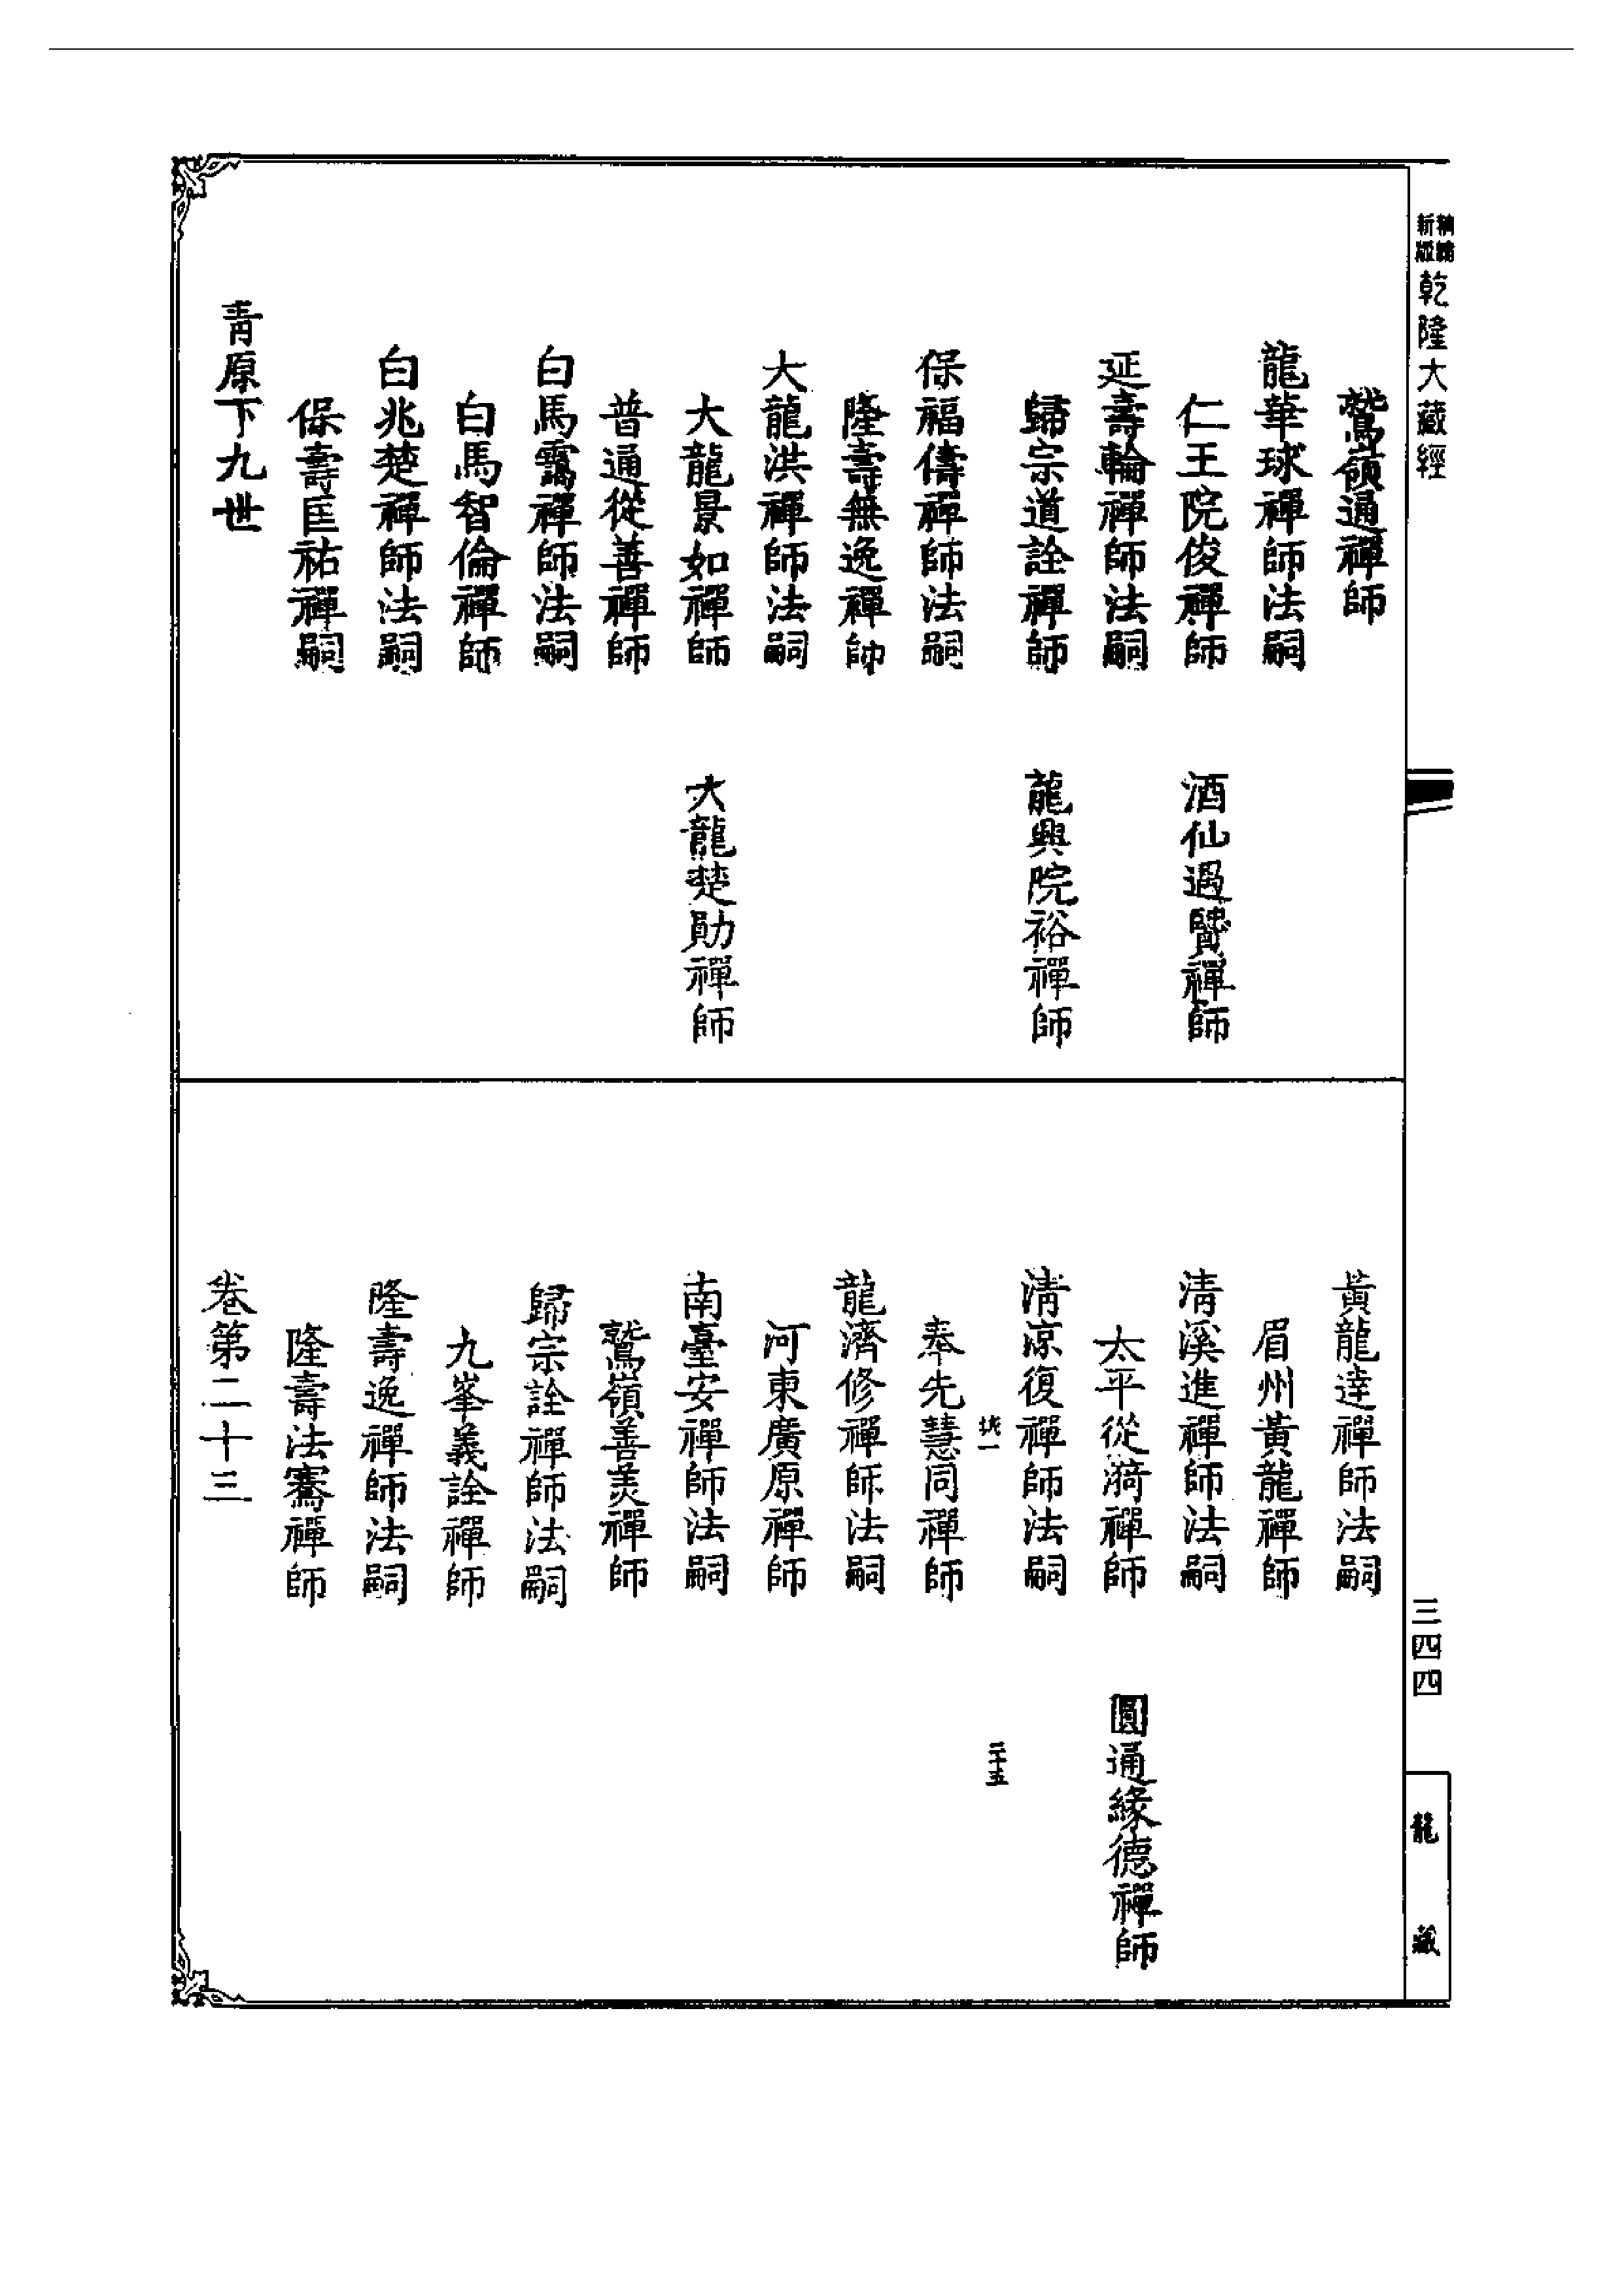 精縮
新版
乾隆大藏經
三四四
龍藏
鷲嶺通禪師
龍華球禪師法嗣
仁王院俊禪師　酒仙遇賢禪師
延壽輪禪師法嗣
歸宗道詮禪師　龍興院裕禪師
保福儔禪師法嗣
隆壽無逸禪師
大龍洪禪師法嗣
大龍景如禪師　大龍楚勛禪師
普通從善禪師
白馬靄禪師法嗣
白馬智倫禪師
白兆楚禪師法嗣
保壽匡祐禪嗣
青原下九世
黃龍達禪師法嗣
眉州黃龍禪師
清溪進禪師法嗣
太平從漪禪師　圓通緣德禪師
清涼復禪師法嗣
二十五
奉先慧同禪師
龍濟修禪師法嗣
河東廣原禪師
南臺安禪師法嗣
鷲嶺善美禪師
歸宗詮禪師法嗣
九峯義詮禪師
隆壽逸禪師法嗣
隆壽法騫禪師
卷第二十三